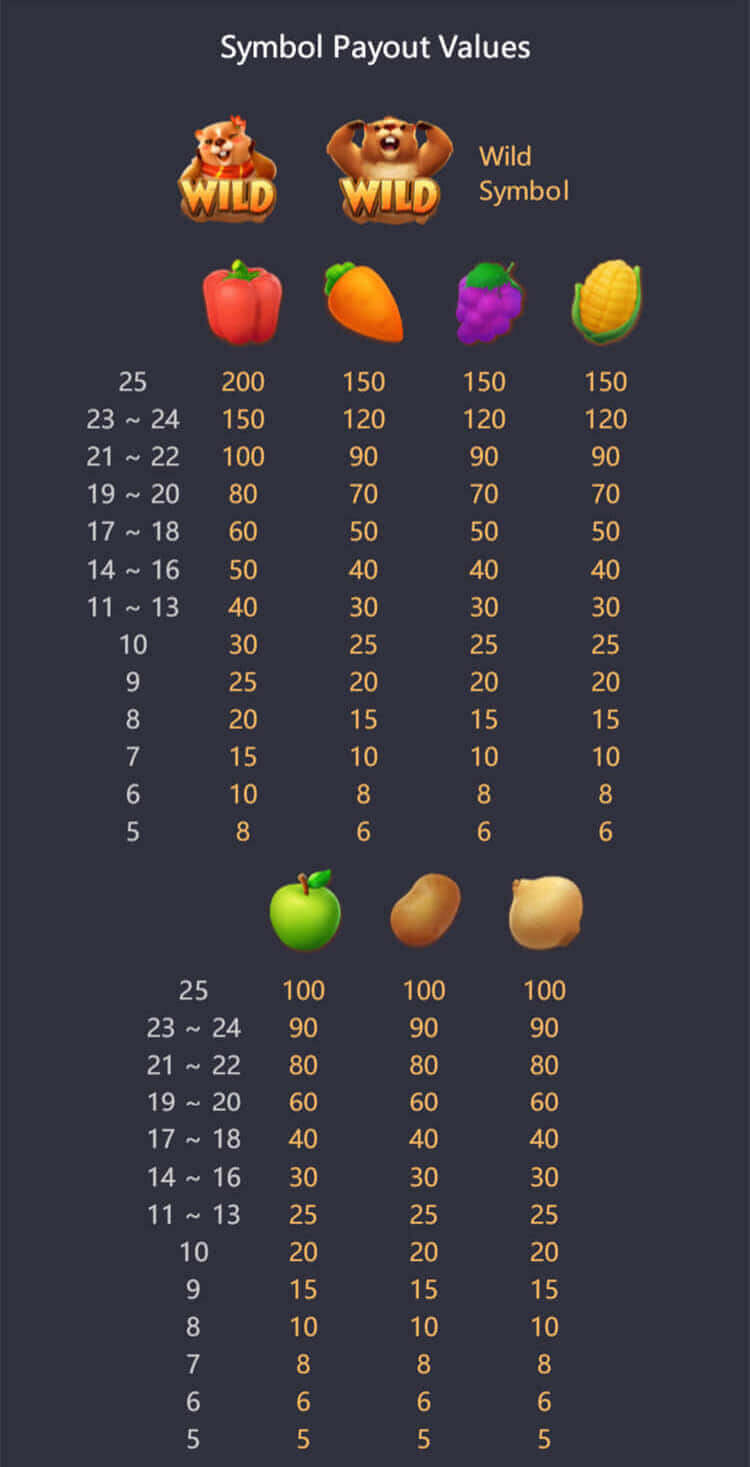 Symbol Payout Values
WILD WILD Wild
Symbol
25 200 150 150 150
23 ~ 24 150 120 120 120
21 ~ 22 100 90 90 90
19 ~ 20 80 70 70 70
17 ~ 18 60 50 50 50
14 ~ 16 50 40 40 40
11 ~ 13 40 30 30 30
10 30 25 25 25
9 25 20 20 20
8 20 15 15 15
7 15 10 10 10
6 10 8 8 8
5 8 6 6 6
25 100 100 100
23 ~ 24 90 90 90
21 ~ 22 80 80 80
19 ~ 20 60 60 60
17 ~ 18 40 40 40
14 ~ 16 30 30 30
11 ~ 13 25 25 25
10 20 20 20
9 15 15 15
8 10 10 10
7 8 8 8
6 6 6 6
5 5 5 5